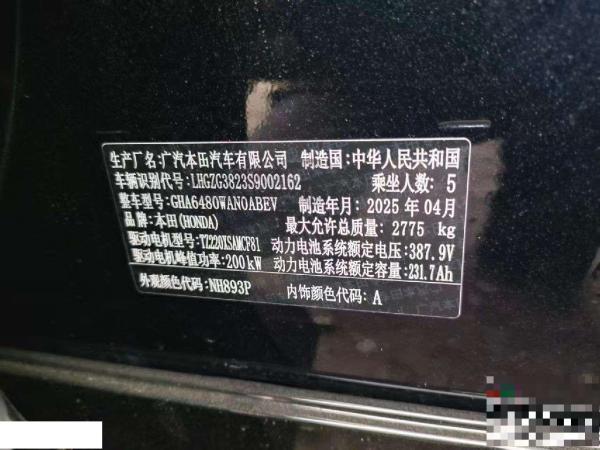 生产厂名:广汽本田汽车有限公司 制造国:中华人民共和国
车辆识别代号:LHGZG3823S9002162 乘坐人数: 5
整车型号:GHA6480WAN0ABEV 制造年月: 2025 年 04月
品牌:本田(HONDA) 最大允许总质量: 2775 kg
驱动电机型号:TZ220XSAMCF81 动力电池系统额定电压:387.9V
驱动电机峰值功率:200kW 动力电池系统额定容量:231.7Ah
外观颜色代码:NH893P 内饰颜色代码: A